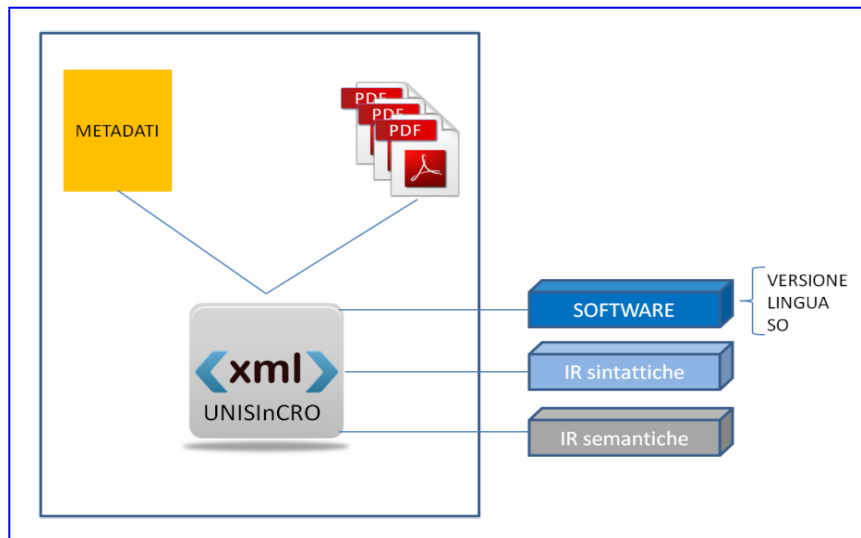 METADATI
PDF
PDF
PDF
xml
UNISInCRO
SOFTWARE
VERSIONE
LINGUA
SO
IR sintattiche
IR semantiche